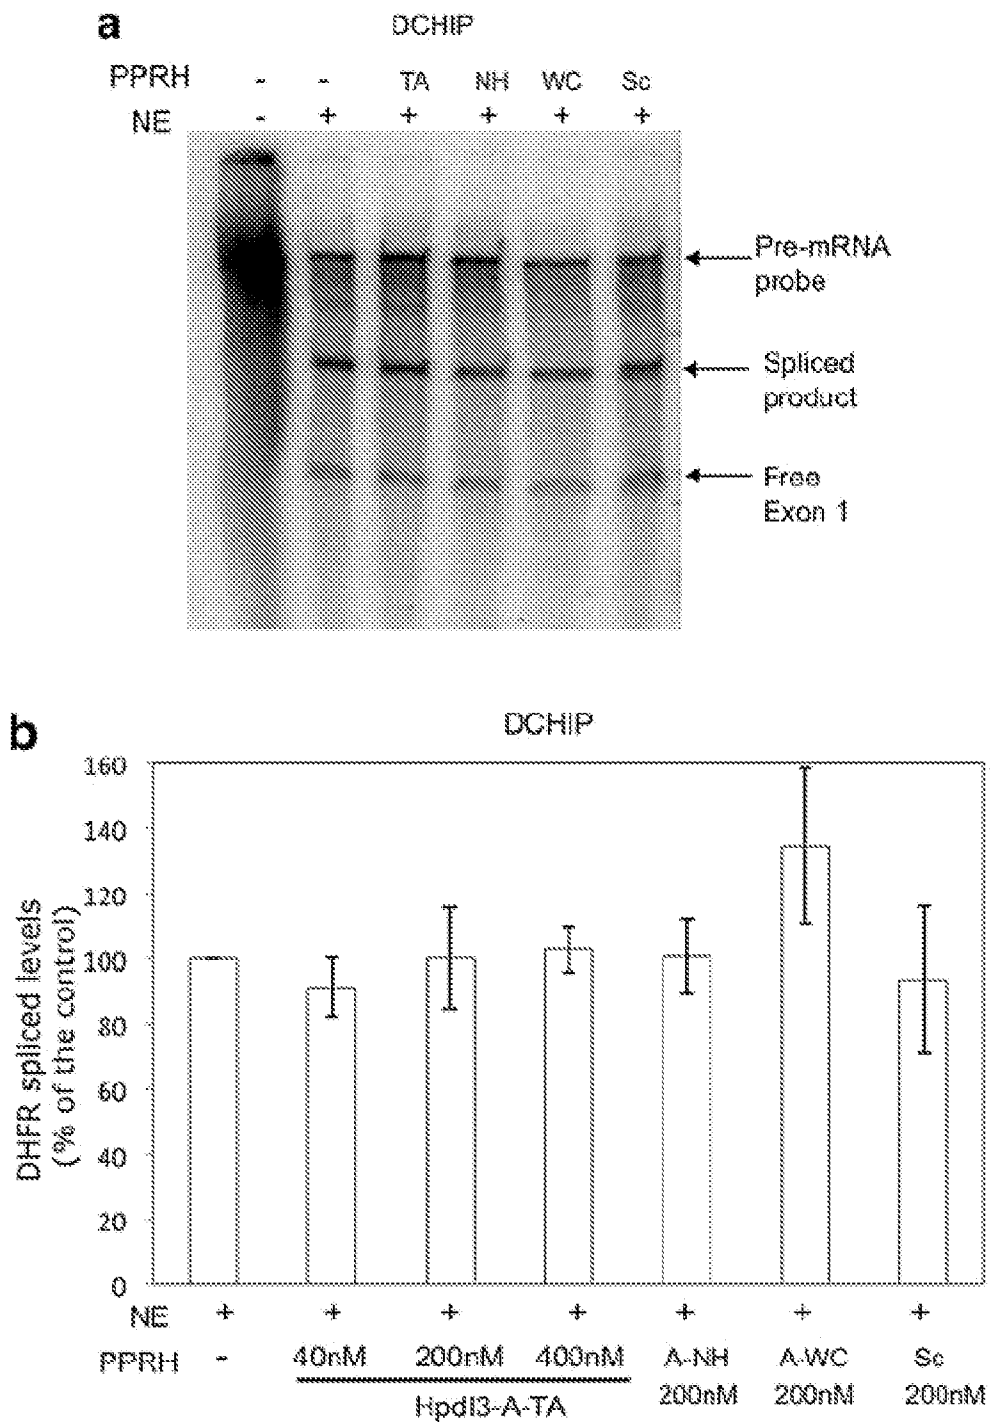 a
DCHIP
PPRH - - TA NH WC Sc
NE - + + + + +
Pre-mRNA
probe
Spliced
product
Free
Exon 1
b
DCHIP
DHFR spliced levels
(% of the control)
160
140
120
100
80
60
40
20
0
NE + + + + + + +
PPRH - 40nM 200nM 400nM A-NH A-WC Sc
200nM 200nM 200nM
HpdI3-A-TA